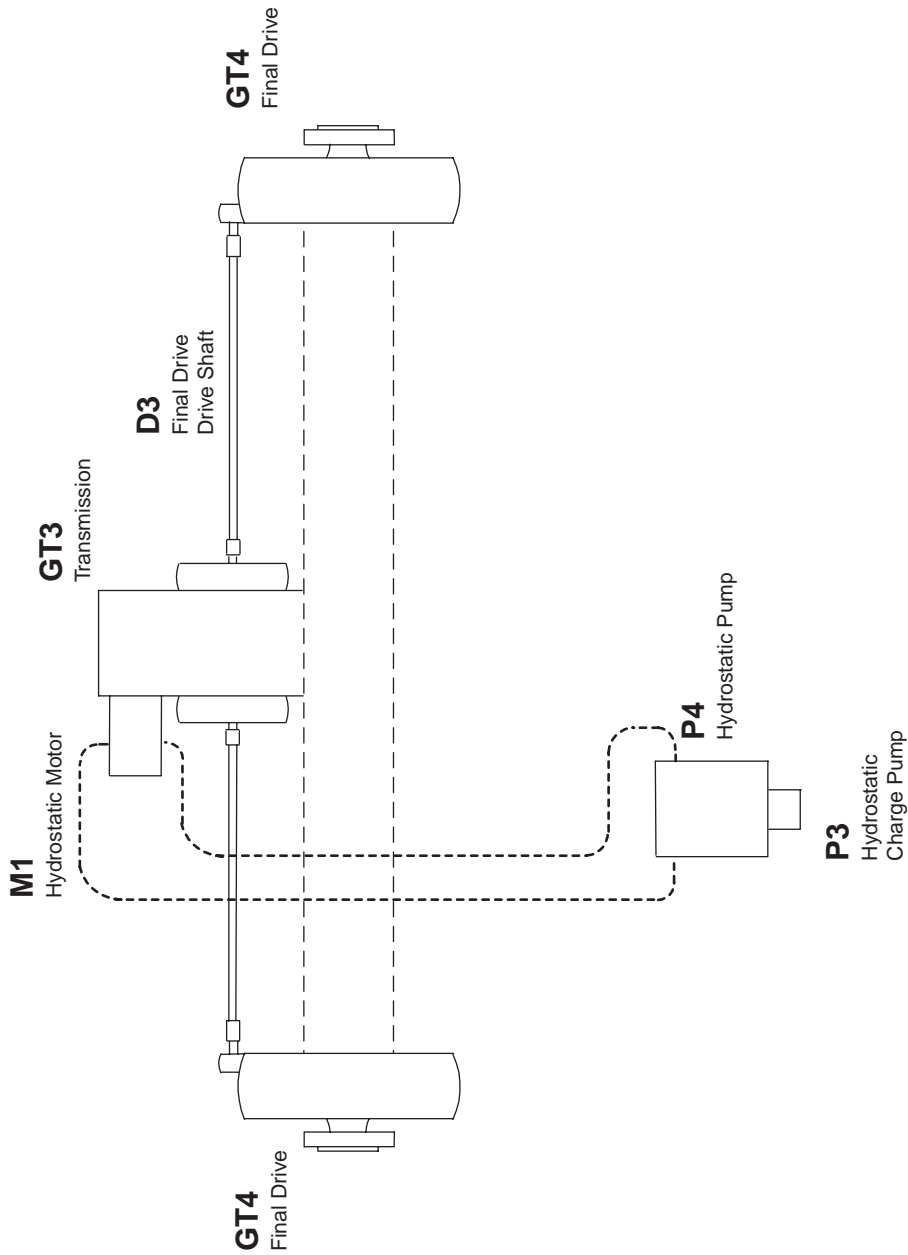 GT4
Final Drive
D3
Final Drive
Drive Shaft
GT3
Transmission
M1
Hydrostatic Motor
P4
Hydrostatic Pump
P3
Hydrostatic
Charge Pump
GT4
Final Drive